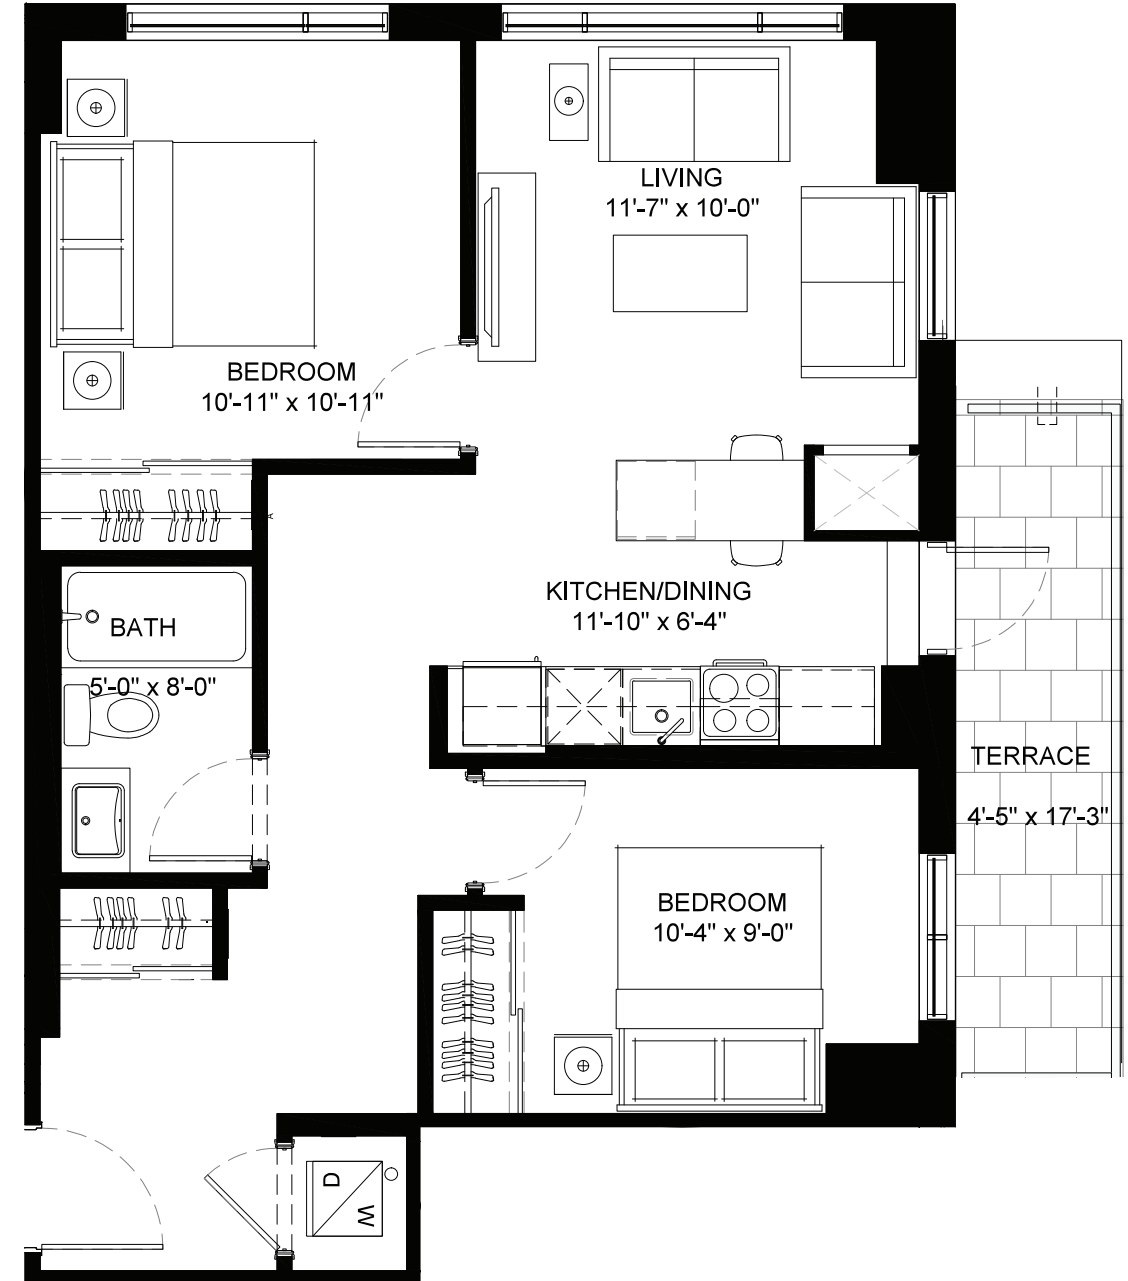 LIVING
11'-7" x 10'-0"
BEDROOM
10'-11" x 10'-11"
KITCHEN/DINING
11'-10" x 6'-4"
BATH
5'-0" x 8'-0"
TERRACE
4'-5" x 17'-3"
BEDROOM
10'-4" x 9'-0"
D
W